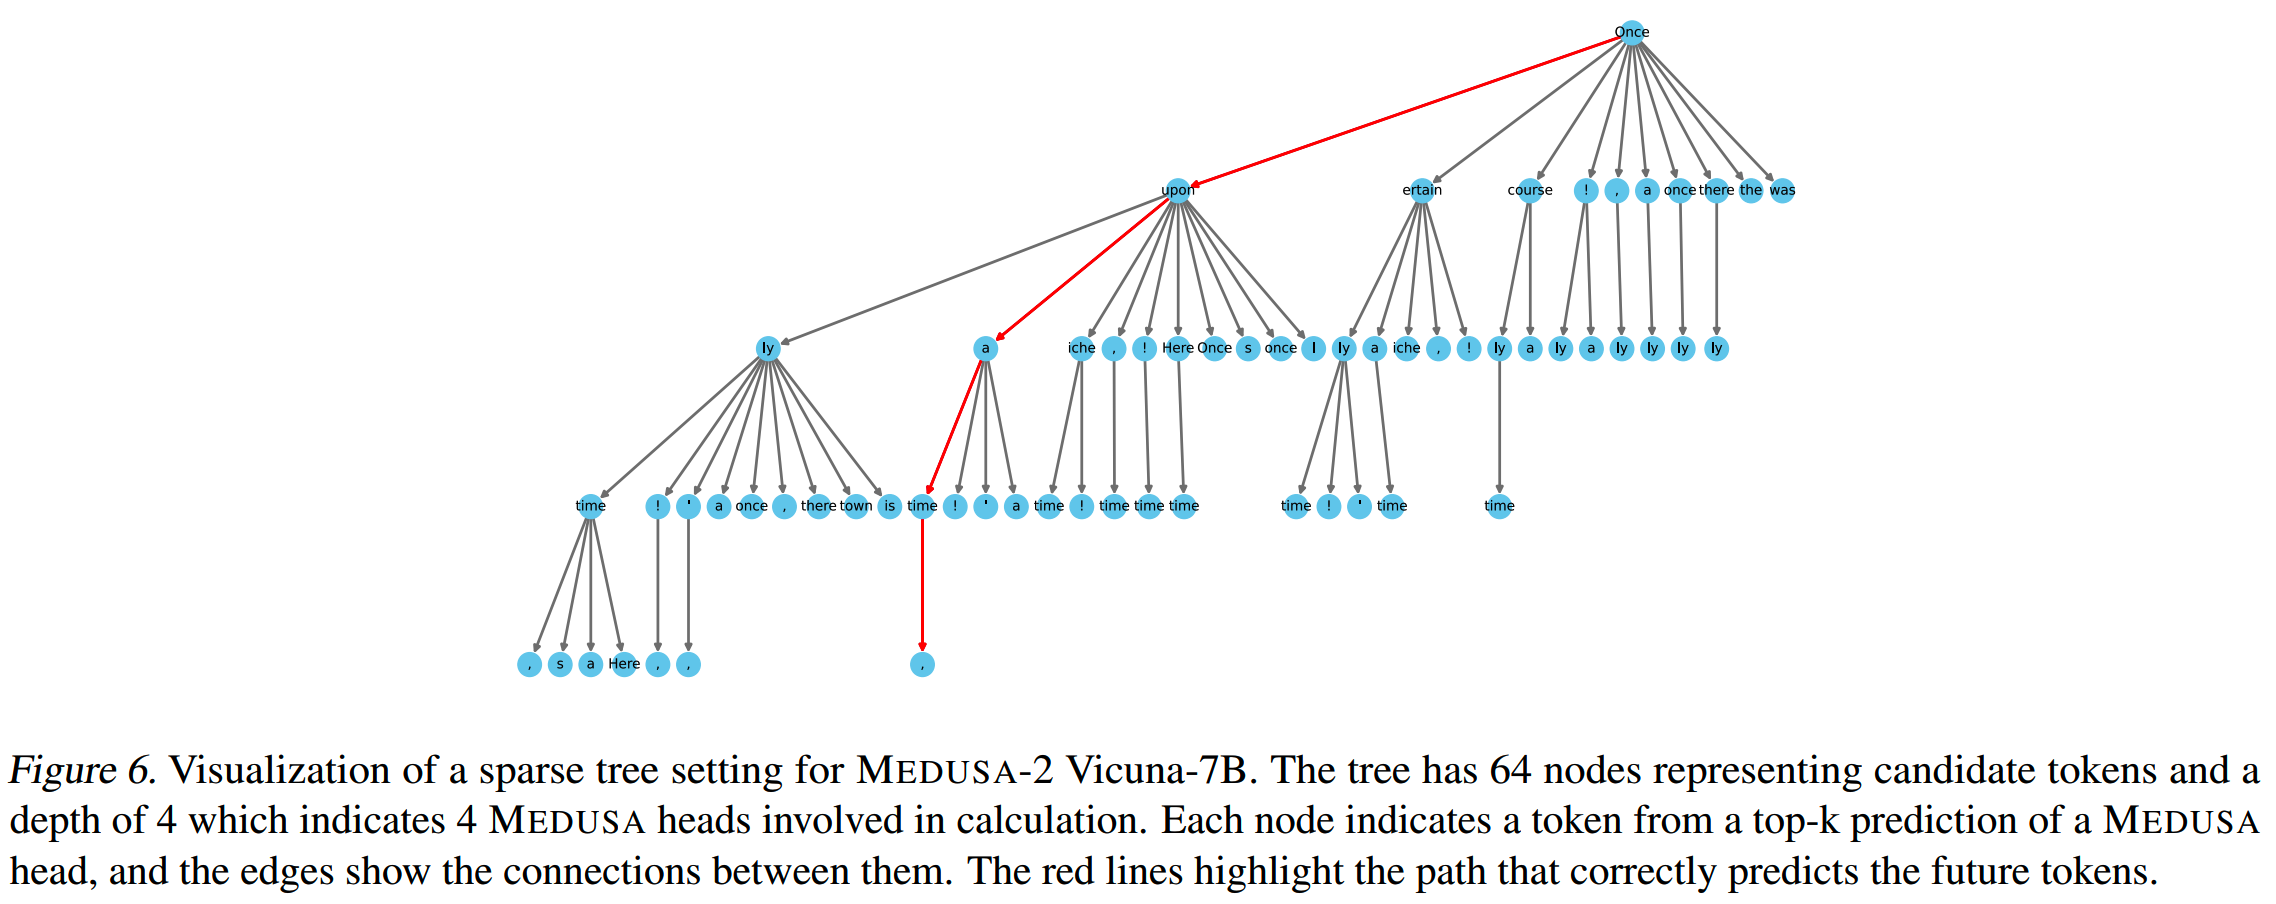 Once
upon ertain course ! , a once there the was
ly a iche , ! Here Once s once I ly a iche , ! ly a ly a ly ly ly ly
time ! ' a once , there town is time ! ' a time ! time time time time ! ' time time
, s a Here , , ,
Figure 6. Visualization of a sparse tree setting for MEDUSA-2 Vicuna-7B. The tree has 64 nodes representing candidate tokens and a
depth of 4 which indicates 4 MEDUSA heads involved in calculation. Each node indicates a token from a top-k prediction of a MEDUSA
head, and the edges show the connections between them. The red lines highlight the path that correctly predicts the future tokens.